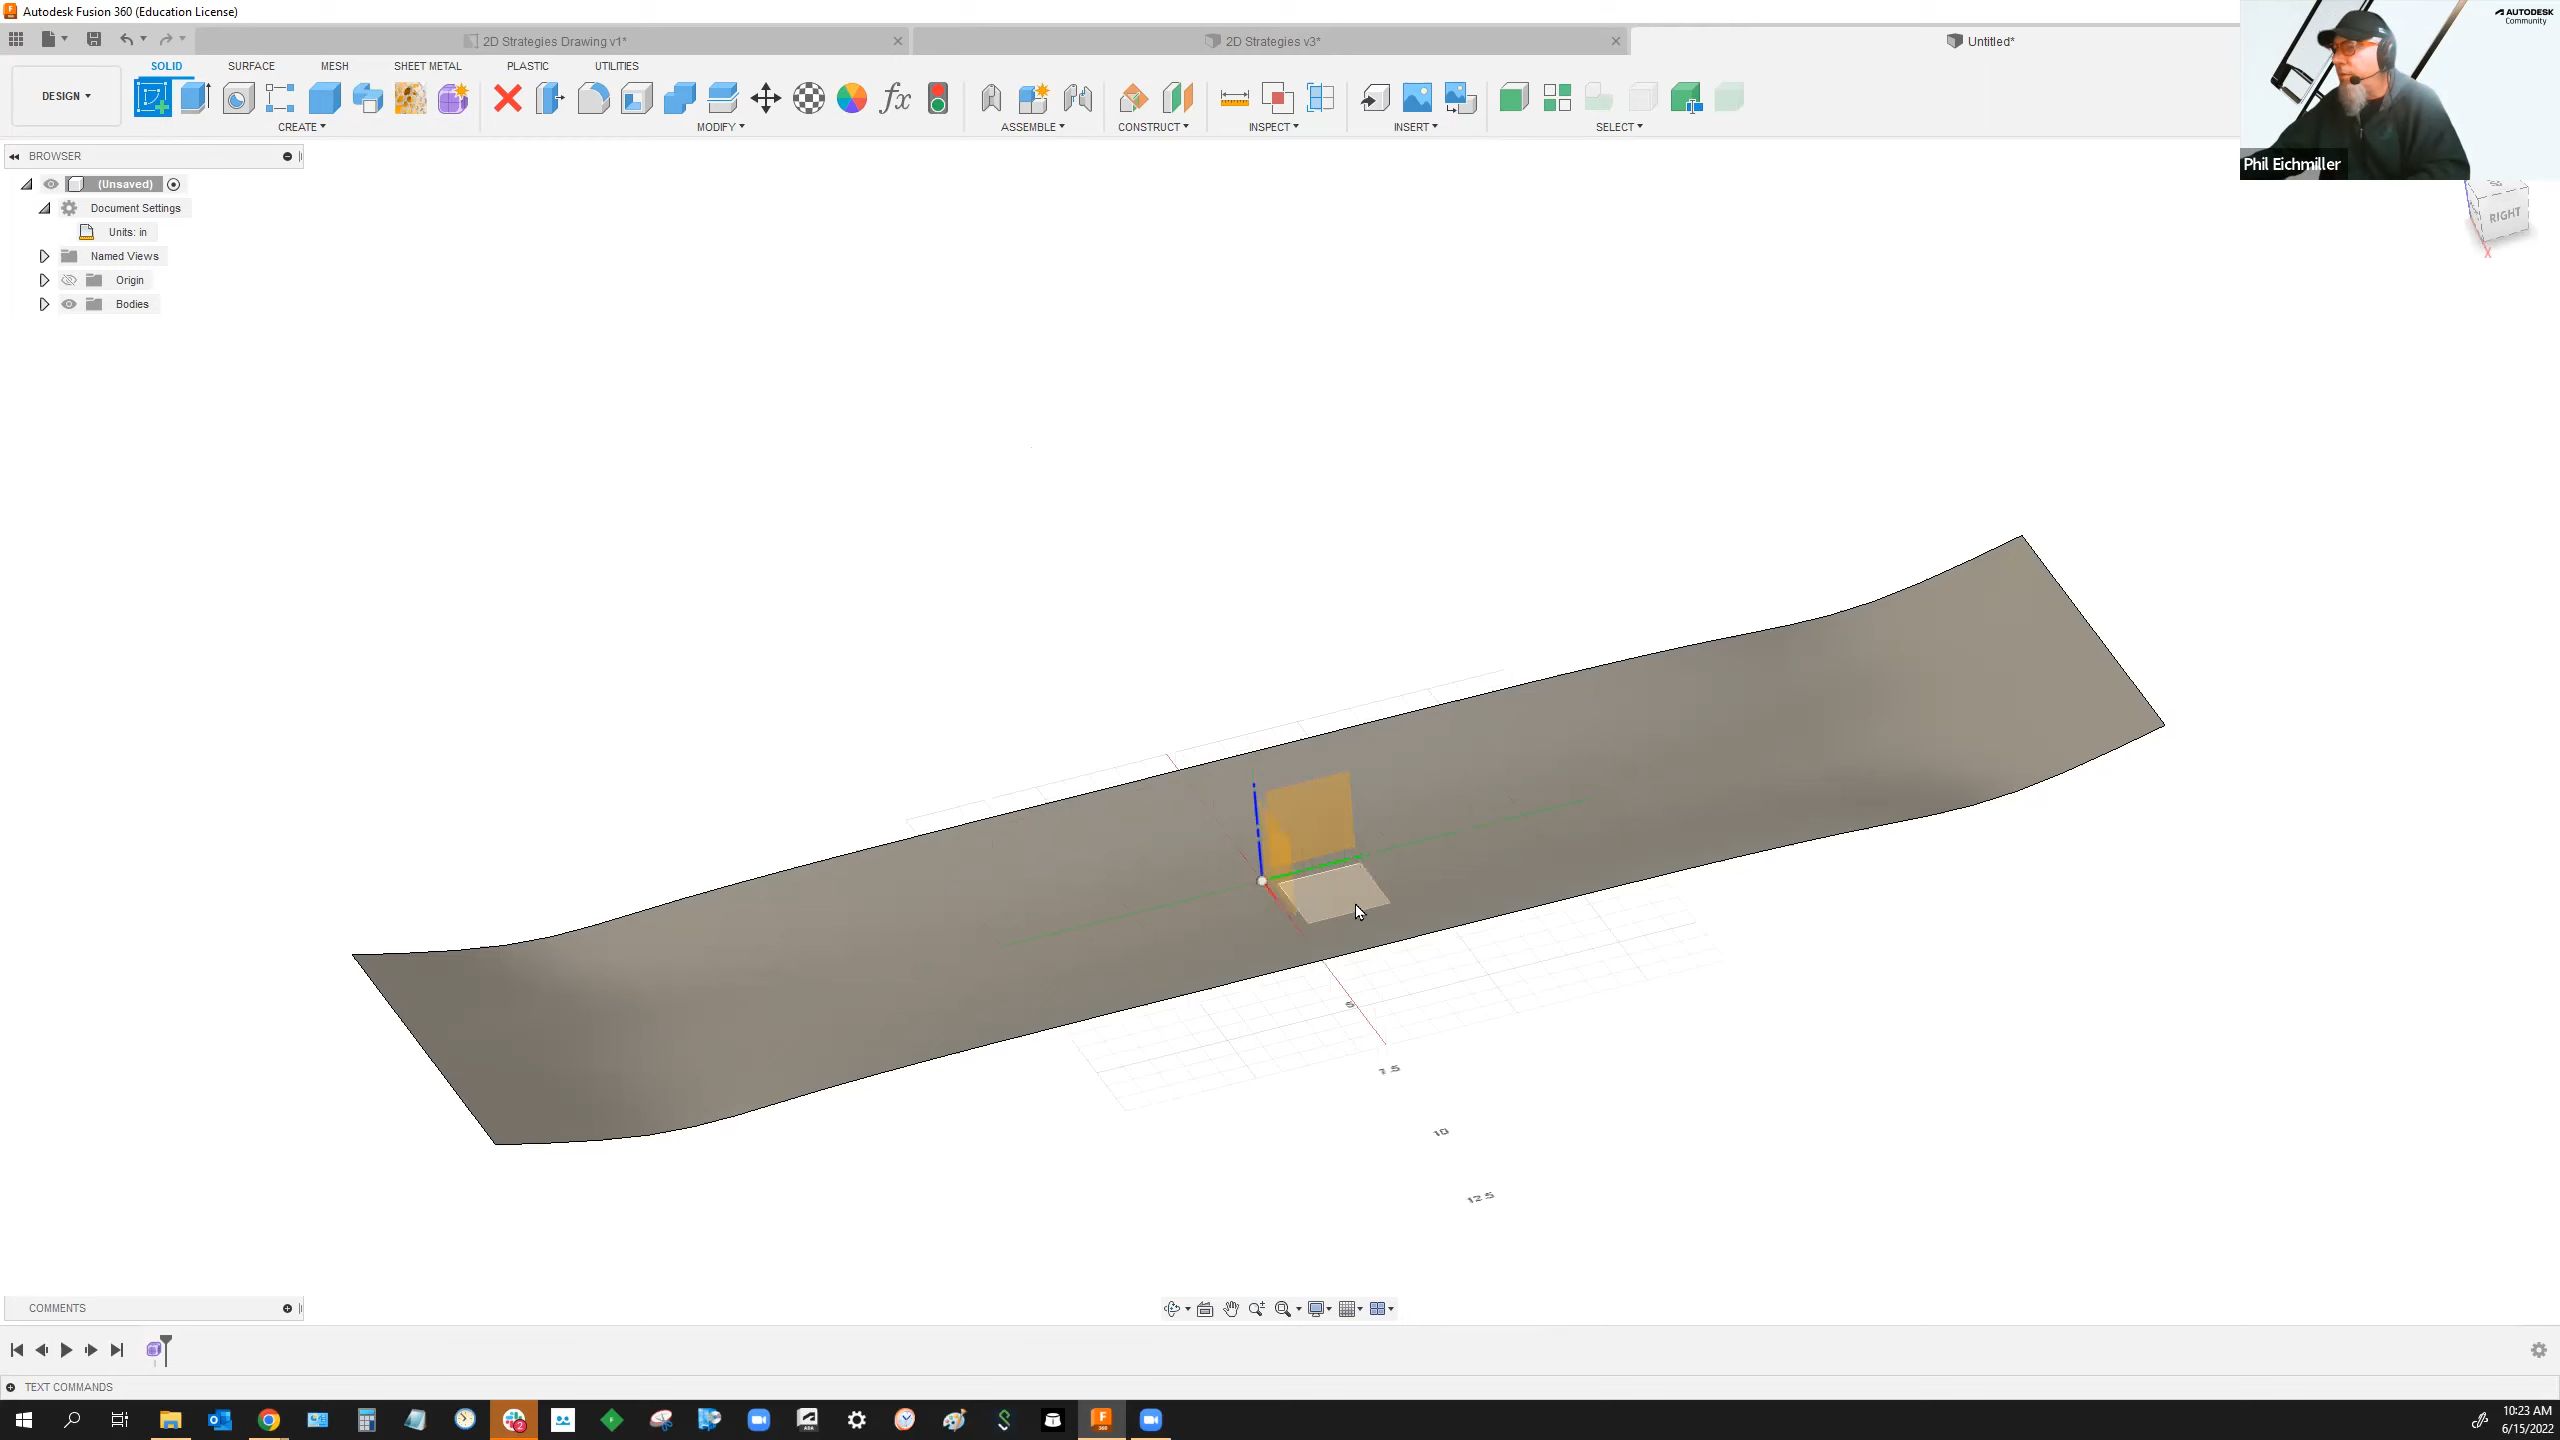 Autodesk Fusion 360 (Education License)
2D Strategies Drawing v1*
2D Strategies v3*
Untitled*
AUTODESK
Community
SOLID
SURFACE
MESH
SHEET METAL
PLASTIC
UTILITIES
DESIGN
CREATE
MODIFY
ASSEMBLE
CONSTRUCT
INSPECT
INSERT
SELECT
Phil Eichmiller
BROWSER
(Unsaved)
Document Settings
Units: in
Named Views
Origin
Bodies
RIGHT
X
5
7.5
10
12.5
COMMENTS
TEXT COMMANDS
10:23 AM
6/15/2022